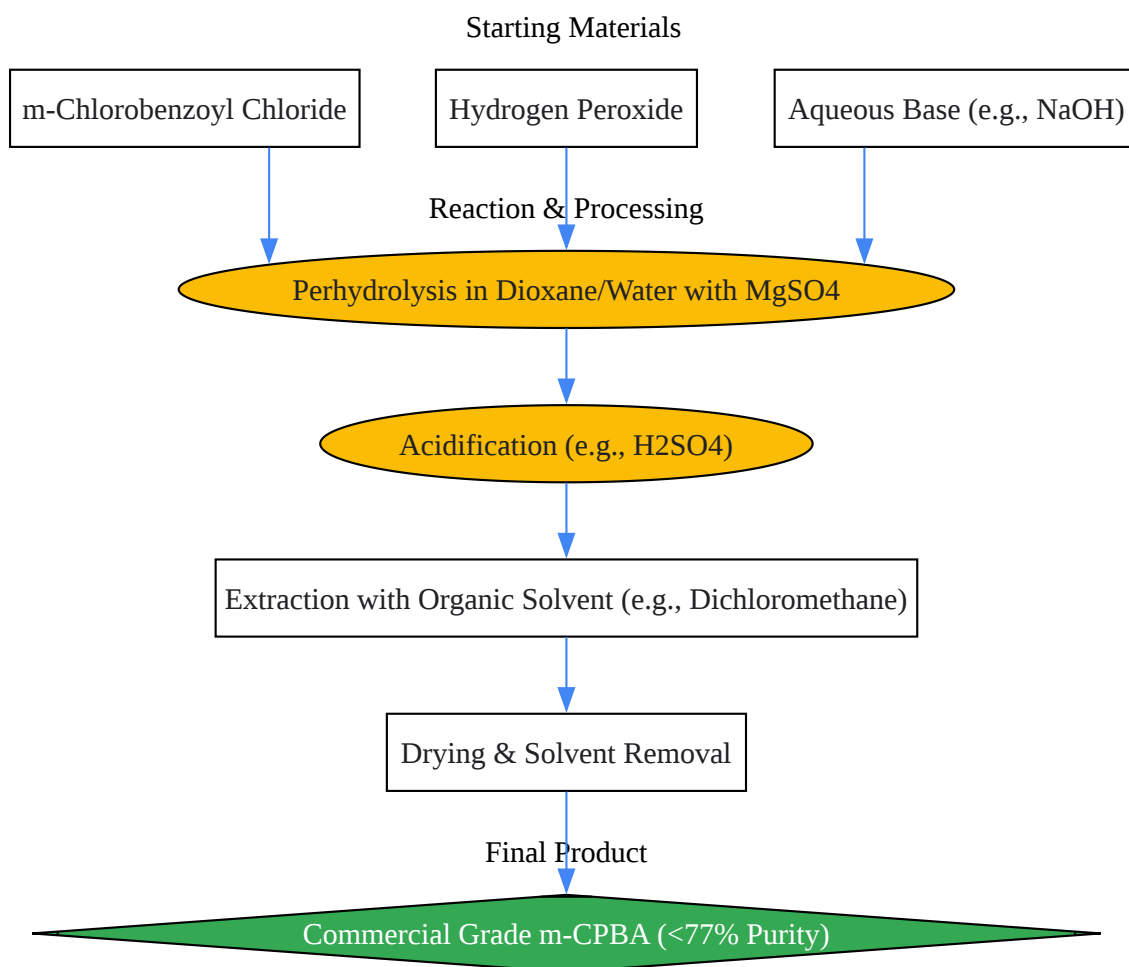 Starting Materials
m-Chlorobenzoyl Chloride
Hydrogen Peroxide
Aqueous Base (e.g., NaOH)
Reaction & Processing
Perhydrolysis in Dioxane/Water with MgSO4
Acidification (e.g., H2SO4)
Extraction with Organic Solvent (e.g., Dichloromethane)
Drying & Solvent Removal
Final Product
Commercial Grade m-CPBA (<77% Purity)